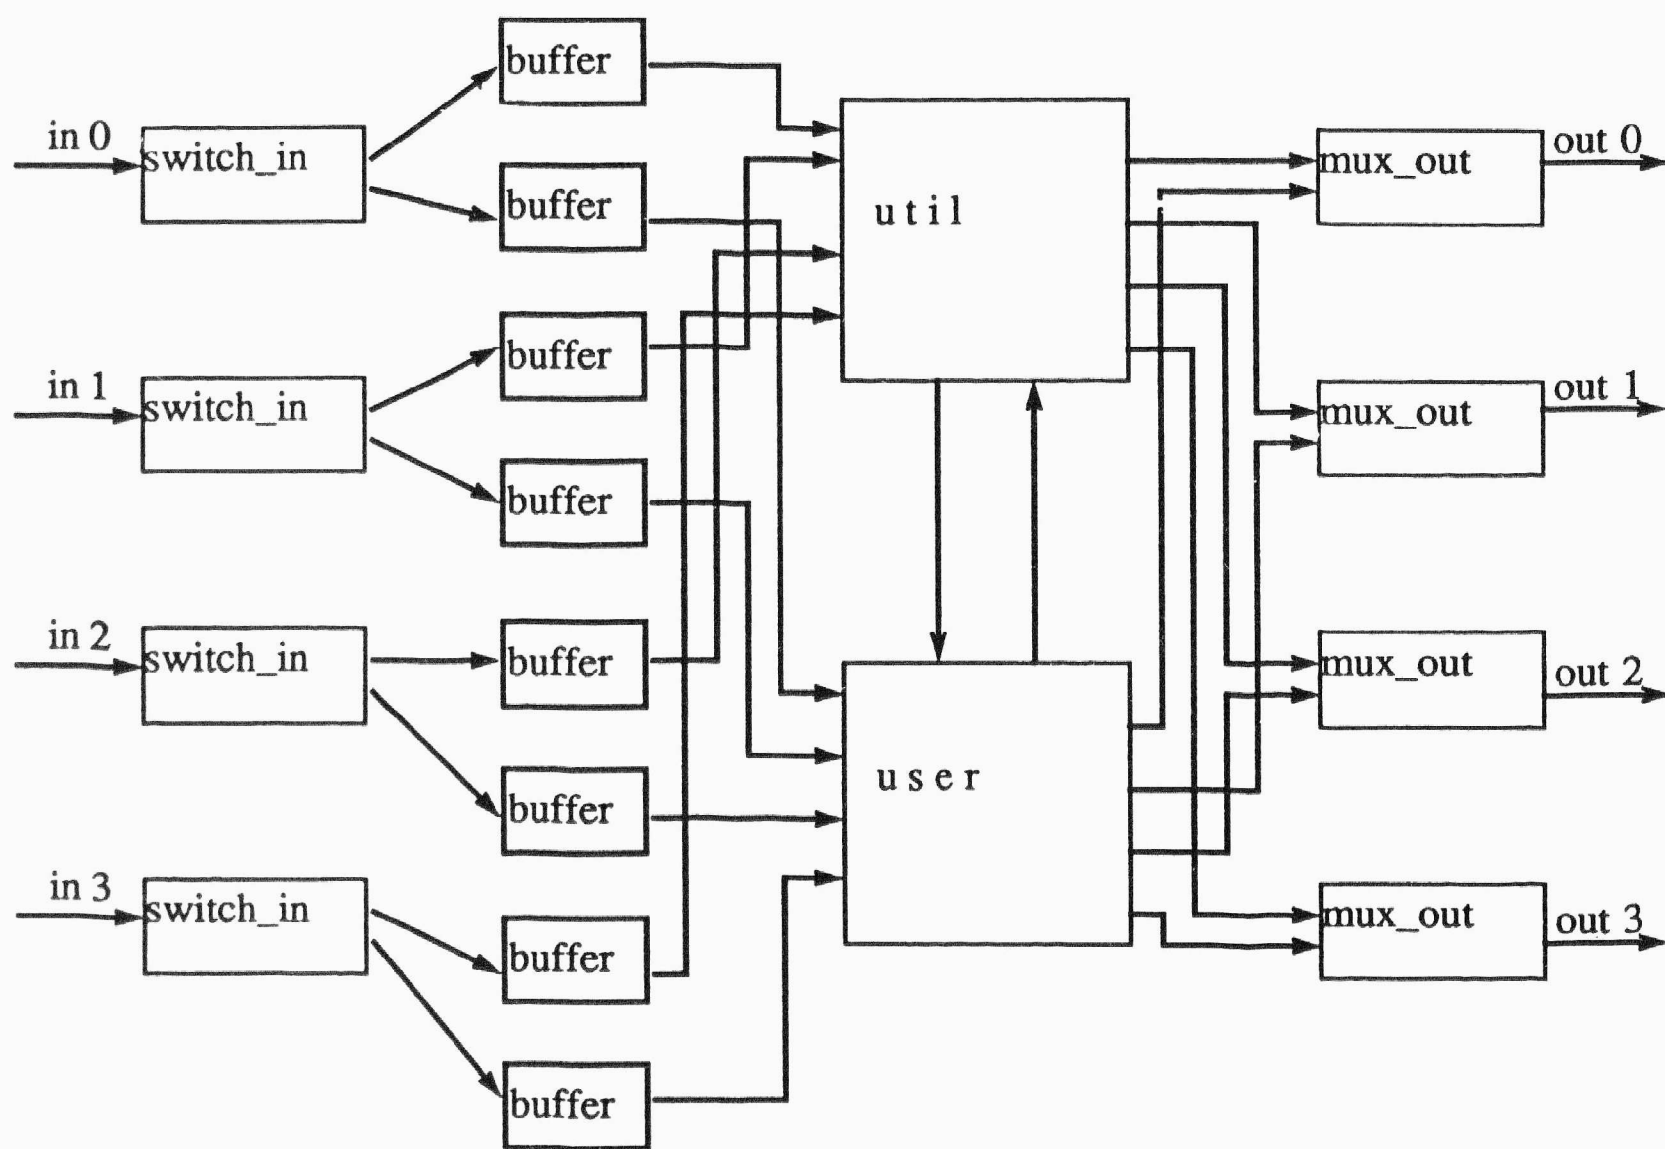 buffer
in 0
switch_in
buffer
util
mux_out
out 0
buffer
in 1
switch_in
buffer
mux_out
out 1
in 2
switch_in
buffer
buffer
user
mux_out
out 2
in 3
switch_in
buffer
buffer
mux_out
out 3